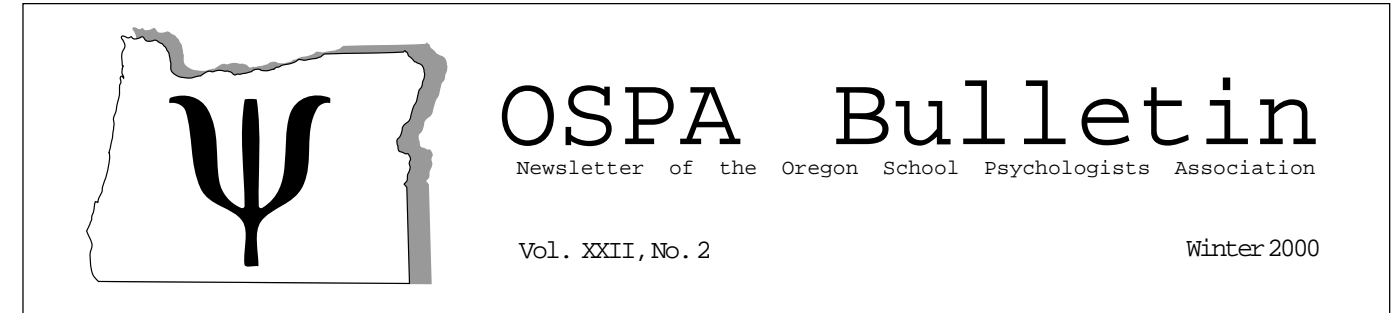 Ψ
OSPA Bulletin
Newsletter of the Oregon School Psychologists Association
Vol. XXII, No. 2
Winter 2000